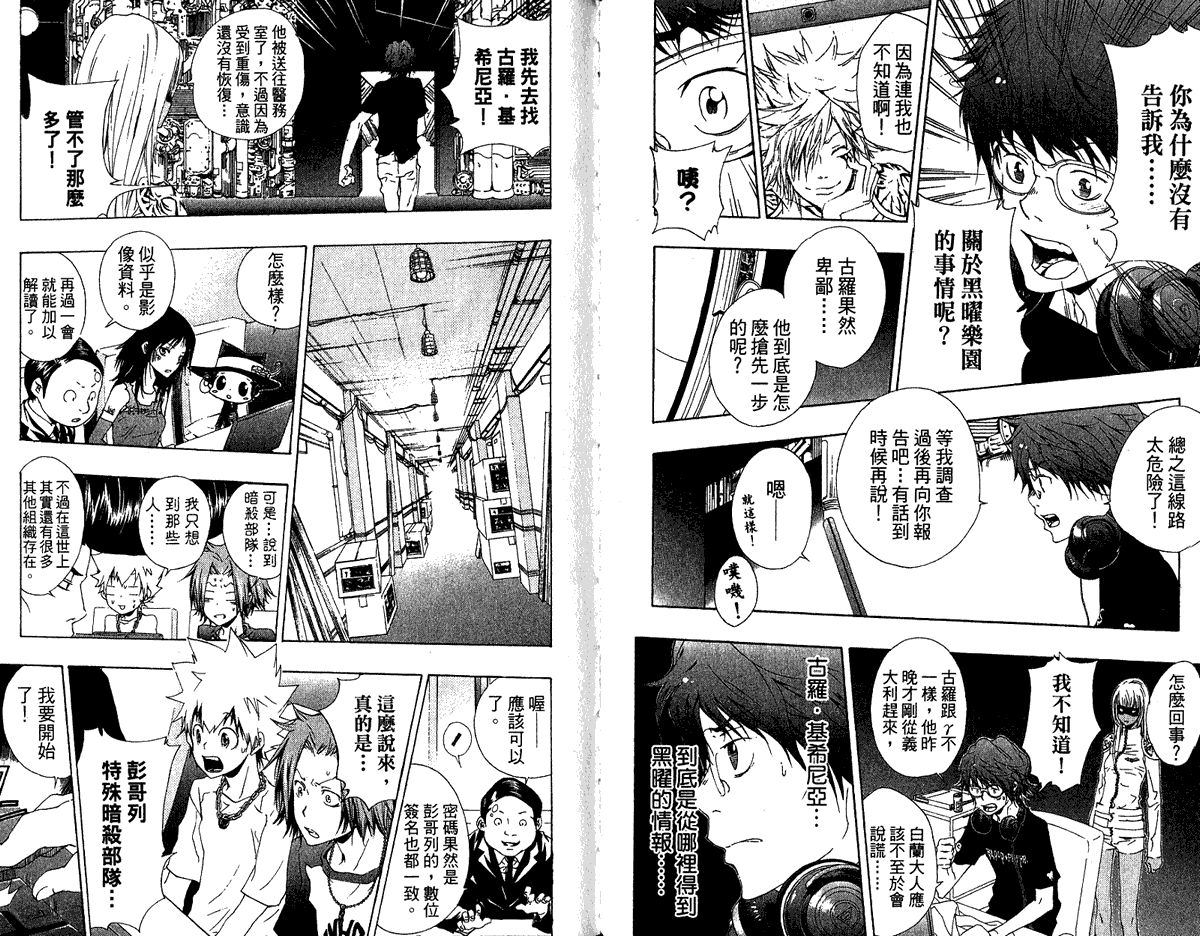 你為什麼沒有
告訴我……
關於黑曜樂園
的事情呢？
因為連我也
不知道啊！
咦？
古羅果然
卑鄙……
他到底是怎
麼搶先一步
的呢？
總之這線路
太危險了！
等我調查
過後再向你報
告吧…有話到
時候再說！
嗯——
就這樣！
噗嘰！
怎麼回事？
我不知道！
古羅跟γ不
一樣，他昨
晚才剛從義
大利趕來，
白蘭大人應
該不至於會
說謊……
古羅．基希尼亞…
到底是從哪裡得到
黑曜的情報……
我先去找
古羅．基
希尼亞！
他被送往醫務
室了，不過因為
受到重傷，意識
還沒有恢復…
管不了那麼
多了！
怎麼樣？
似乎是影
像資料。
再過一會
就能加以
解讀了。
可是…說到
暗殺部隊…
我只想
到那些
人……
不過在這世上
其實還有很多
其他組織存在。
喔——
應該可以
了。
密碼果然是
彭哥列的，數位
簽名也都一致。
這麼說來，
真的是…
彭哥列
特殊暗殺部隊…
我要開始
了！